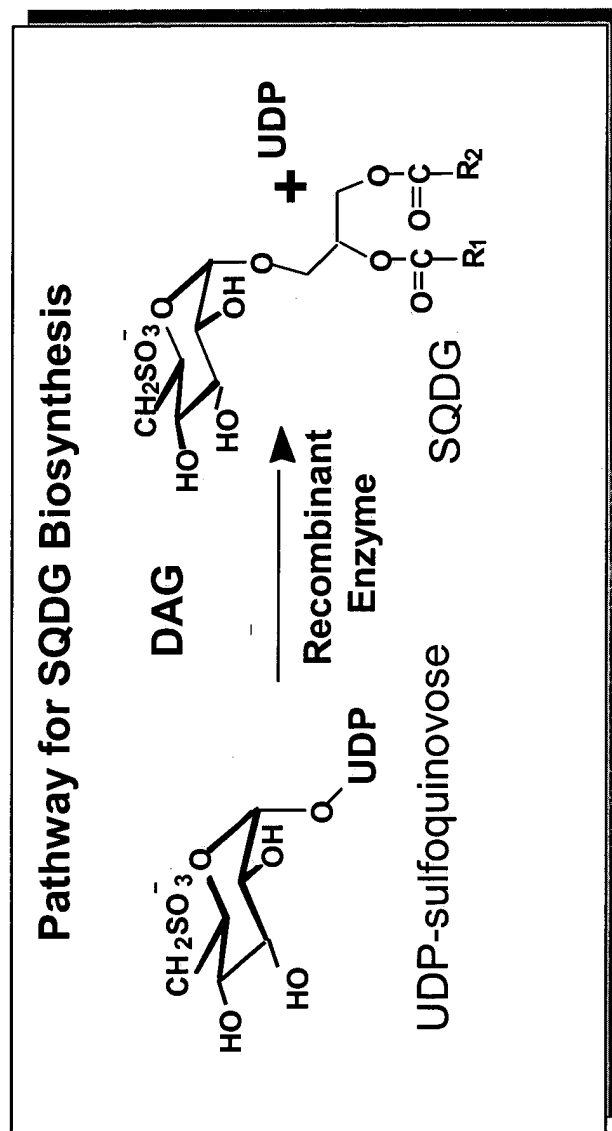 Pathway for SQDG Biosynthesis
CH2SO3−
O
HO
HO
OH
O
UDP
UDP-sulfoquinovose
DAG
Recombinant
Enzyme
CH2SO3−
O
HO
HO
OH
O
O
C
O
R1
O
C
O
R2
SQDG
+
UDP